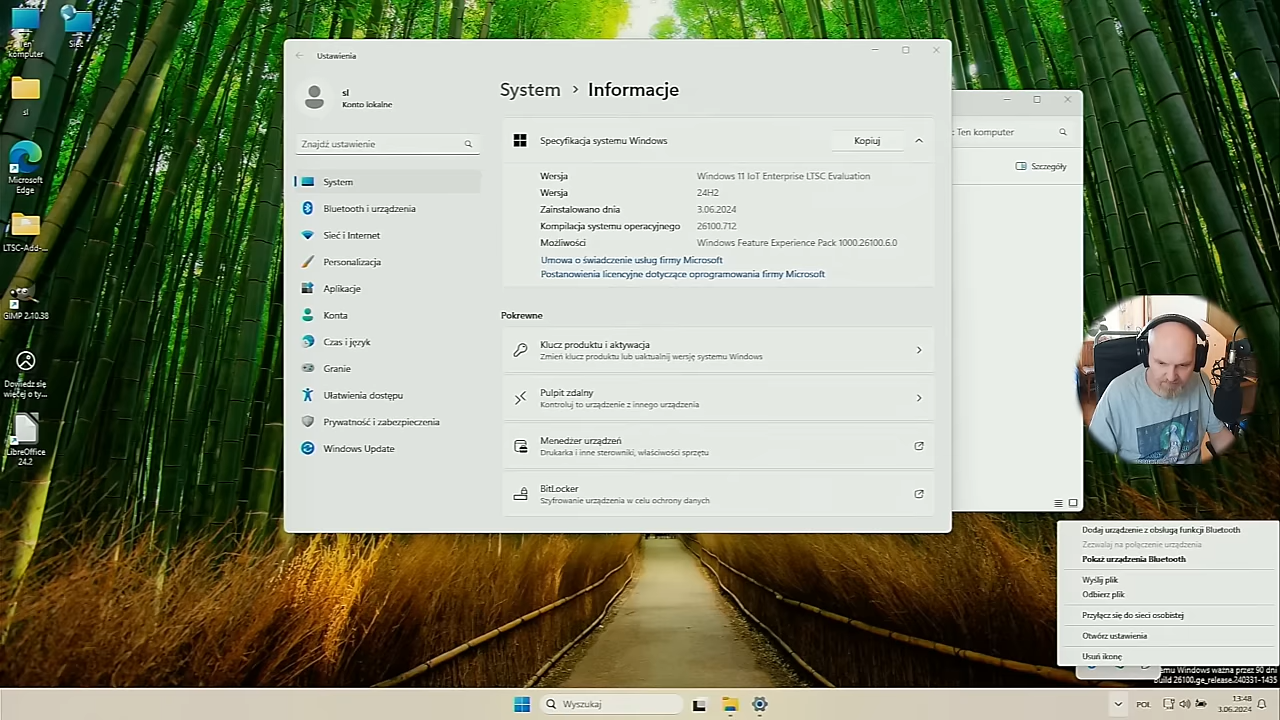 Ten
komputer
Sieć
sl
Microsoft
Edge
LTSC-Add-...
GIMP 2.10.38
Dowiedz się
więcej o ty...
LibreOffice
24.2
Ustawienia
sl
Konto lokalne
Znajdź ustawienie
System
Bluetooth i urządzenia
Sieć i Internet
Personalizacja
Aplikacje
Konta
Czas i język
Granie
Ułatwienia dostępu
Prywatność i zabezpieczenia
Windows Update
System › Informacje
Specyfikacja systemu Windows
Kopiuj
Wersja Windows 11 IoT Enterprise LTSC Evaluation
Wersja 24H2
Zainstalowano dnia 3.06.2024
Kompilacja systemu operacyjnego 26100.712
Możliwości Windows Feature Experience Pack 1000.26100.6.0
Umowa o świadczenie usług firmy Microsoft
Postanowienia licencyjne dotyczące oprogramowania firmy Microsoft
Pokrewne
Klucz produktu i aktywacja
Zmień klucz produktu lub uaktualnij wersję systemu Windows
Pulpit zdalny
Kontroluj to urządzenie z innego urządzenia
Menedżer urządzeń
Drukarka i inne sterowniki, właściwości sprzętu
BitLocker
Szyfrowanie urządzenia w celu ochrony danych
: Ten komputer
Szczegóły
Dodaj urządzenie z obsługą funkcji Bluetooth
Zezwalaj na połączenie urządzenia
Pokaż urządzenia Bluetooth
Wyślij plik
Odbierz plik
Przyłącz się do sieci osobistej
Otwórz ustawienia
Usuń ikonę
Windows ważna przez 90 dni
Build 26100.ge_release.240331-1435
Wyszukaj
POL
13:48
3.06.2024